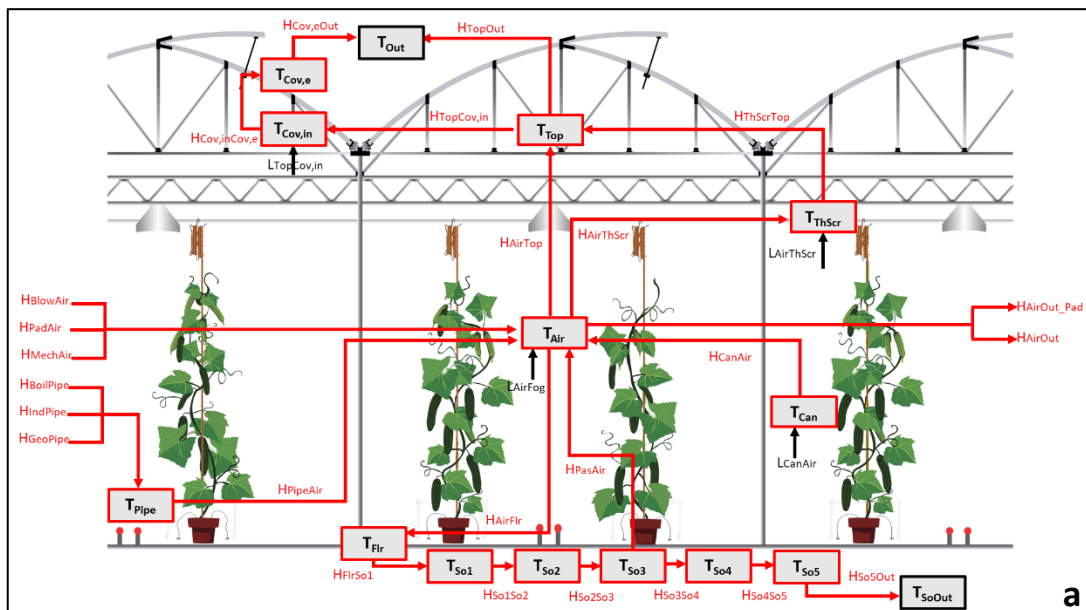 HCov,eOut
TOut
HTopOut
TCov,e
HCov,inCov,e
TCov,in
HTopCov,in
TTop
HThScrTop
LTopCov,in
TThScr
HAirTop
HAirThScr
LAirThScr
HBlowAir
HPadAir
HMechAir
TAir
HAirOut_Pad
HAirOut
HCanAir
HBoilPipe
HIndPipe
HGeoPipe
LAirFog
TCan
LCanAir
HPasAir
TPipe
HPipeAir
HAirFlr
TFlr
HFlrSo1
TSo1
HSo1So2
TSo2
HSo2So3
TSo3
HSo3So4
TSo4
HSo4So5
TSo5
HSo5Out
TSoOut
a